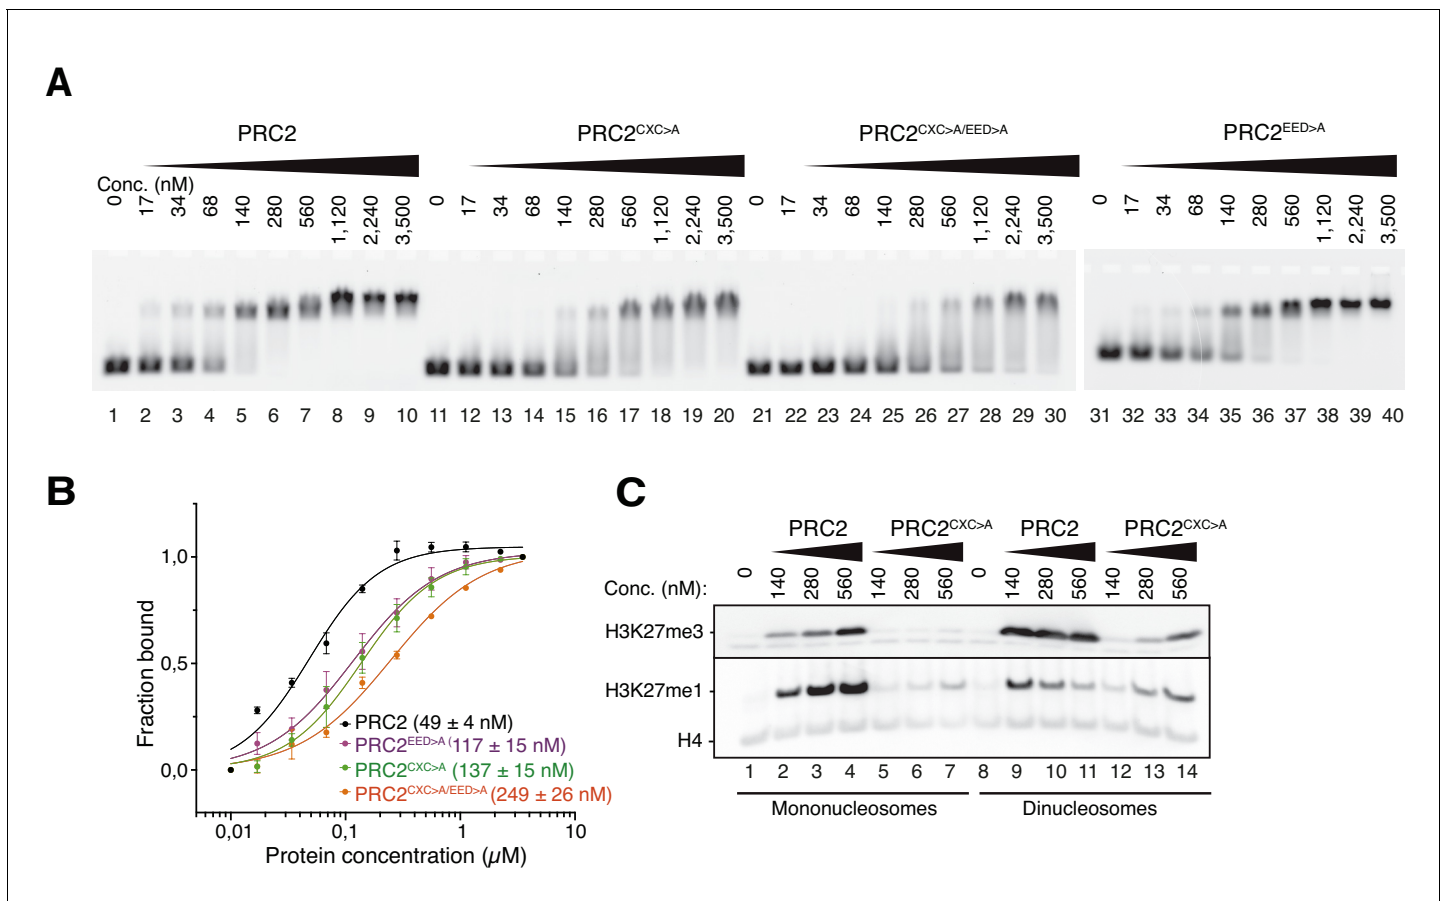 A
PRC2 PRC2CXC>A PRC2CXC>A/EED>A PRC2EED>A
Conc. (nM)
0 17 34 68 140 280 560 1,120 2,240 3,500 0 17 34 68 140 280 560 1,120 2,240 3,500 0 17 34 68 140 280 560 1,120 2,240 3,500 0 17 34 68 140 280 560 1,120 2,240 3,500
1 2 3 4 5 6 7 8 9 10 11 12 13 14 15 16 17 18 19 20 21 22 23 24 25 26 27 28 29 30 31 32 33 34 35 36 37 38 39 40
B
Fraction bound
1,0
0,5
0,0
PRC2 (49 ± 4 nM)
PRC2EED>A (117 ± 15 nM)
PRC2CXC>A (137 ± 15 nM)
PRC2CXC>A/EED>A (249 ± 26 nM)
0,01 0,1 1 10
Protein concentration (µM)
C
PRC2 PRC2CXC>A PRC2 PRC2CXC>A
Conc. (nM): 0 140 280 560 140 280 560 0 140 280 560 140 280 560
H3K27me3
H3K27me1
H4
1 2 3 4 5 6 7 8 9 10 11 12 13 14
Mononucleosomes Dinucleosomes